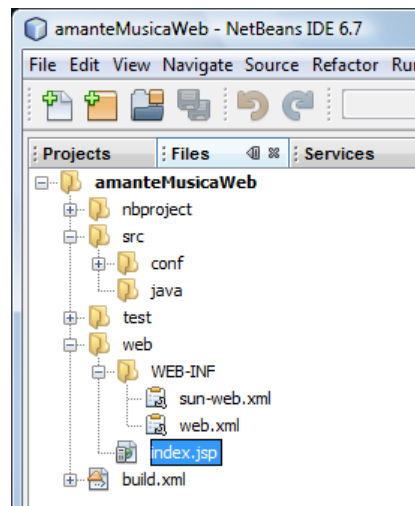 amanteMusicaWeb - NetBeans IDE 6.7
File Edit View Navigate Source Refactor
Projects Files Services
amanteMusicaWeb
nbproject
src
conf
java
test
web
WEB-INF
sun-web.xml
web.xml
index.jsp
build.xml